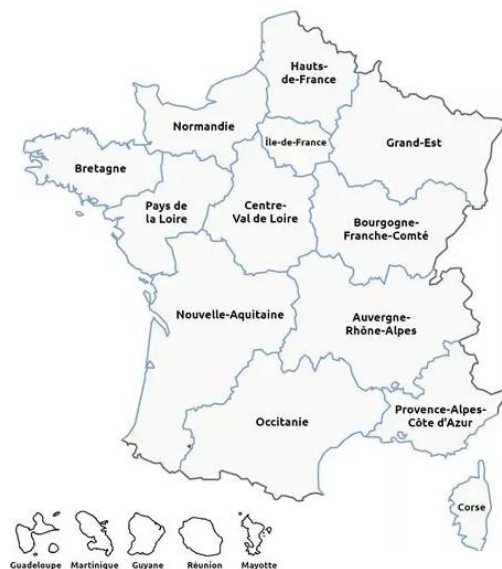 Hauts-
de-France
Normandie
Île-de-France
Grand-Est
Bretagne
Pays de
la Loire
Centre-
Val de Loire
Bourgogne-
Franche-Comté
Nouvelle-Aquitaine
Auvergne-
Rhône-Alpes
Occitanie
Provence-Alpes-
Côte d'Azur
Corse
Guadeloupe
Martinique
Guyane
Réunion
Mayotte